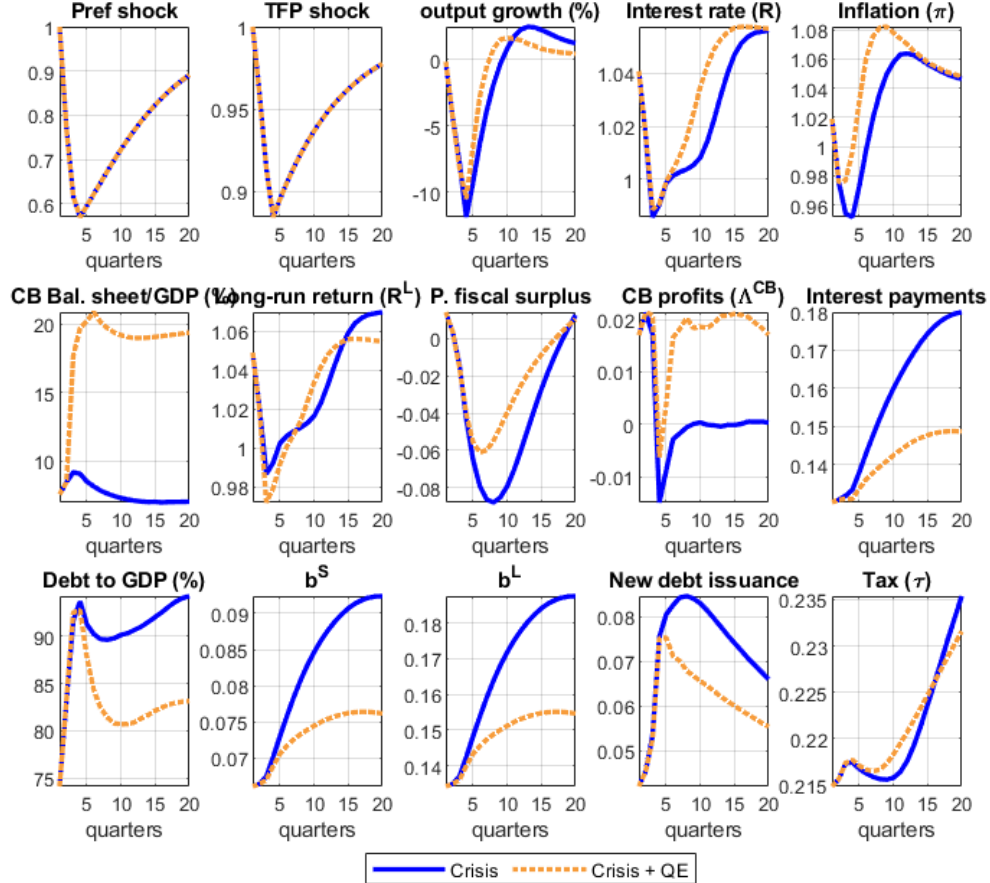 Pref shock
1
0.9
0.8
0.7
0.6
5 10 15 20
quarters
TFP shock
1
0.95
0.9
5 10 15 20
quarters
output growth (%)
0
-5
-10
5 10 15 20
quarters
Interest rate (R)
1.04
1.02
1
5 10 15 20
quarters
Inflation (π)
1.08
1.06
1.04
1.02
1
0.98
0.96
5 10 15 20
quarters
CB Bal. sheet/GDP (%)
20
15
10
5 10 15 20
quarters
Long-run return (R^L)
1.06
1.04
1.02
1
0.98
5 10 15 20
quarters
P. fiscal surplus
0
-0.02
-0.04
-0.06
-0.08
5 10 15 20
quarters
CB profits (Λ^CB)
0.02
0.01
0
-0.01
5 10 15 20
quarters
Interest payments
0.18
0.17
0.16
0.15
0.14
5 10 15 20
quarters
Debt to GDP (%)
90
85
80
75
5 10 15 20
quarters
b^S
0.09
0.085
0.08
0.075
0.07
5 10 15 20
quarters
b^L
0.18
0.17
0.16
0.15
0.14
5 10 15 20
quarters
New debt issuance
0.08
0.07
0.06
0.05
5 10 15 20
quarters
Tax (τ)
0.235
0.23
0.225
0.22
0.215
5 10 15 20
quarters
Crisis
Crisis + QE